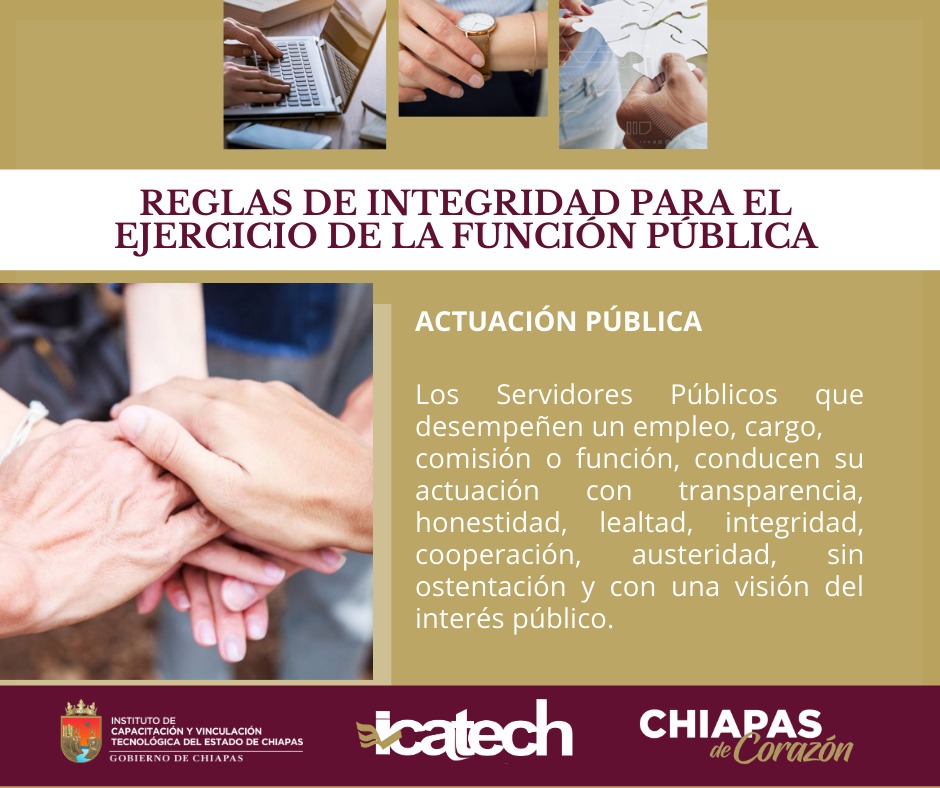 REGLAS DE INTEGRIDAD PARA EL
EJERCICIO DE LA FUNCIÓN PÚBLICA
ACTUACIÓN PÚBLICA
Los Servidores Públicos que
desempeñen un empleo, cargo,
comisión o función, conducen su
actuación con transparencia,
honestidad, lealtad, integridad,
cooperación, austeridad, sin
ostentación y con una visión del
interés público.
INSTITUTO DE
CAPACITACIÓN Y VINCULACIÓN
TECNOLÓGICA DEL ESTADO DE CHIAPAS
GOBIERNO DE CHIAPAS
icatech
CHIAPAS
de Corazón